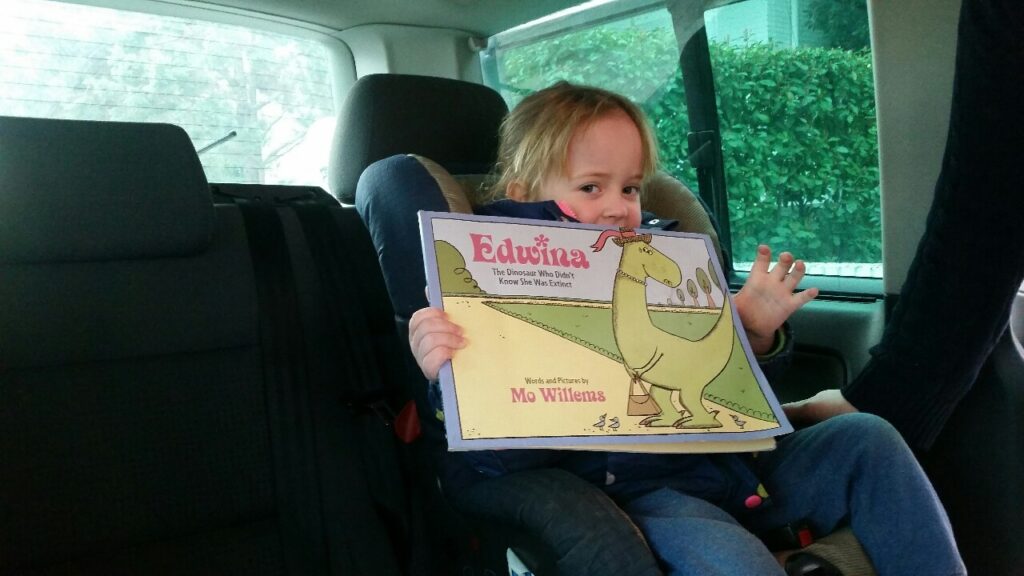 Edwina
The Dinosaur Who Didn't
Know She Was Extinct
Words and Pictures by
Mo Willems